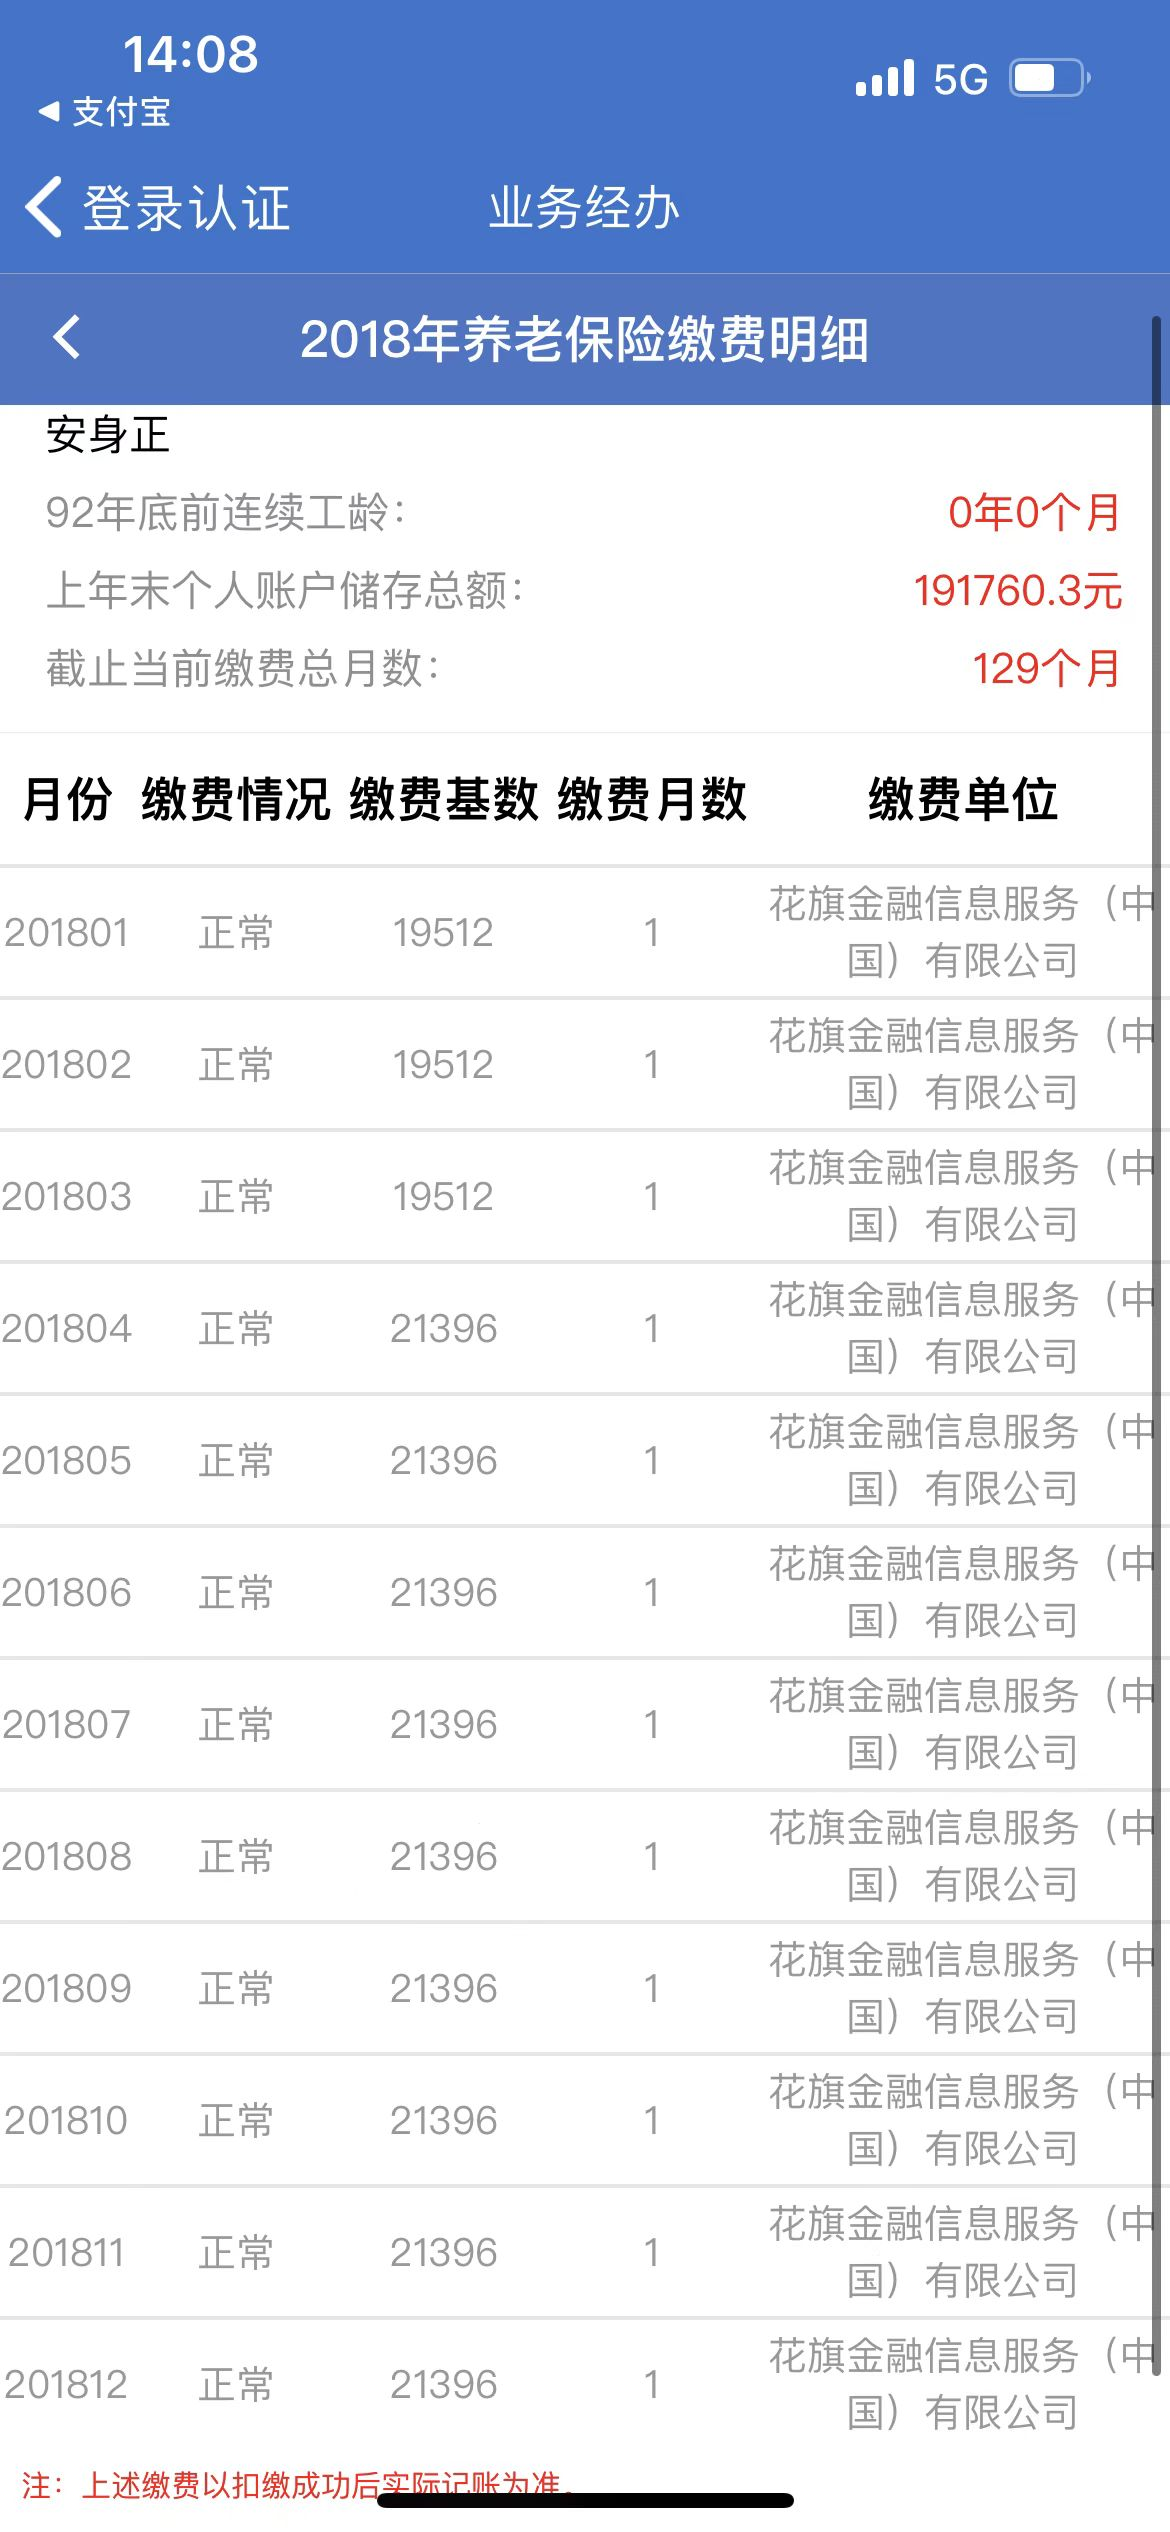 14:08
5G
支付宝
登录认证 业务经办
2018年养老保险缴费明细
安身正
92年底前连续工龄: 0年0个月
上年末个人账户储存总额: 191760.3元
截止当前缴费总月数: 129个月
月份 缴费情况 缴费基数 缴费月数 缴费单位
201801 正常 19512 1 花旗金融信息服务（中
国）有限公司
201802 正常 19512 1 花旗金融信息服务（中
国）有限公司
201803 正常 19512 1 花旗金融信息服务（中
国）有限公司
201804 正常 21396 1 花旗金融信息服务（中
国）有限公司
201805 正常 21396 1 花旗金融信息服务（中
国）有限公司
201806 正常 21396 1 花旗金融信息服务（中
国）有限公司
201807 正常 21396 1 花旗金融信息服务（中
国）有限公司
201808 正常 21396 1 花旗金融信息服务（中
国）有限公司
201809 正常 21396 1 花旗金融信息服务（中
国）有限公司
201810 正常 21396 1 花旗金融信息服务（中
国）有限公司
201811 正常 21396 1 花旗金融信息服务（中
国）有限公司
201812 正常 21396 1 花旗金融信息服务（中
国）有限公司
注：上述缴费以扣缴成功后实际记账为准。